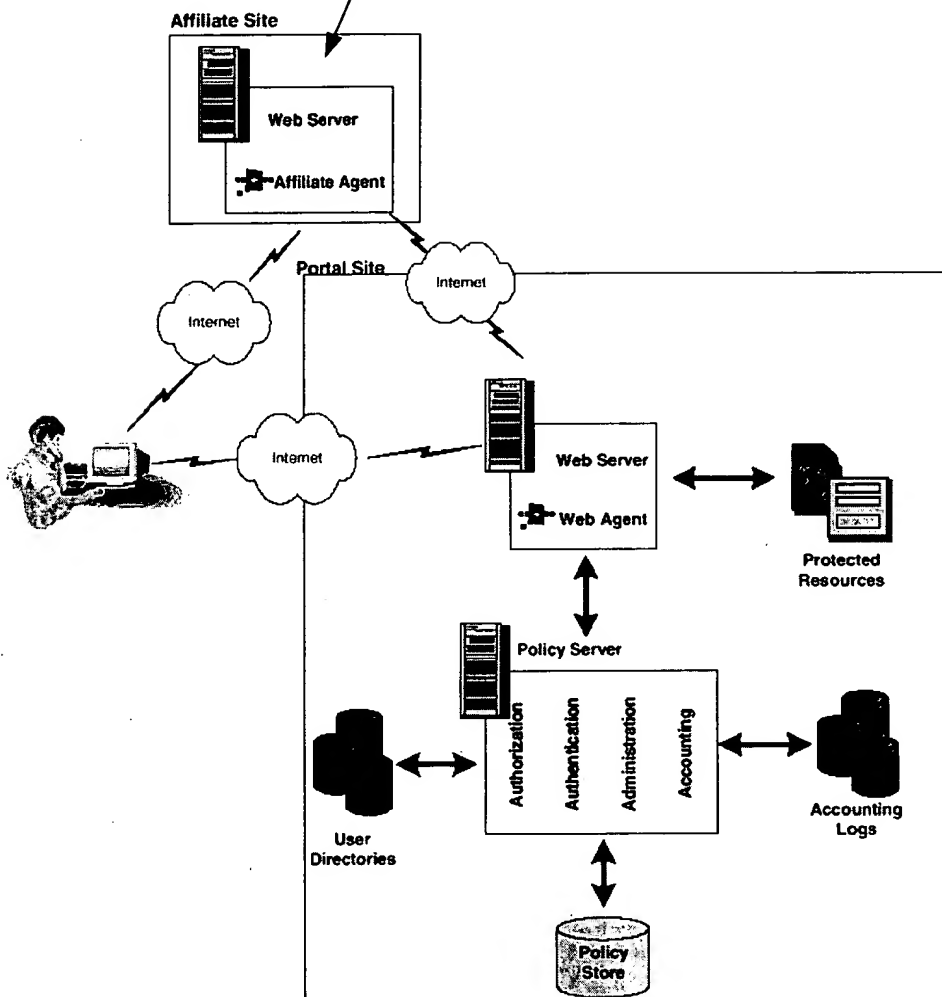 Affiliate Site
Web Server
Affiliate Agent
Portal Site
Internet
Internet
Internet
Web Server
Web Agent
Protected
Resources
Policy Server
Authorization
Authentication
Administration
Accounting
User
Directories
Accounting
Logs
Policy
Store